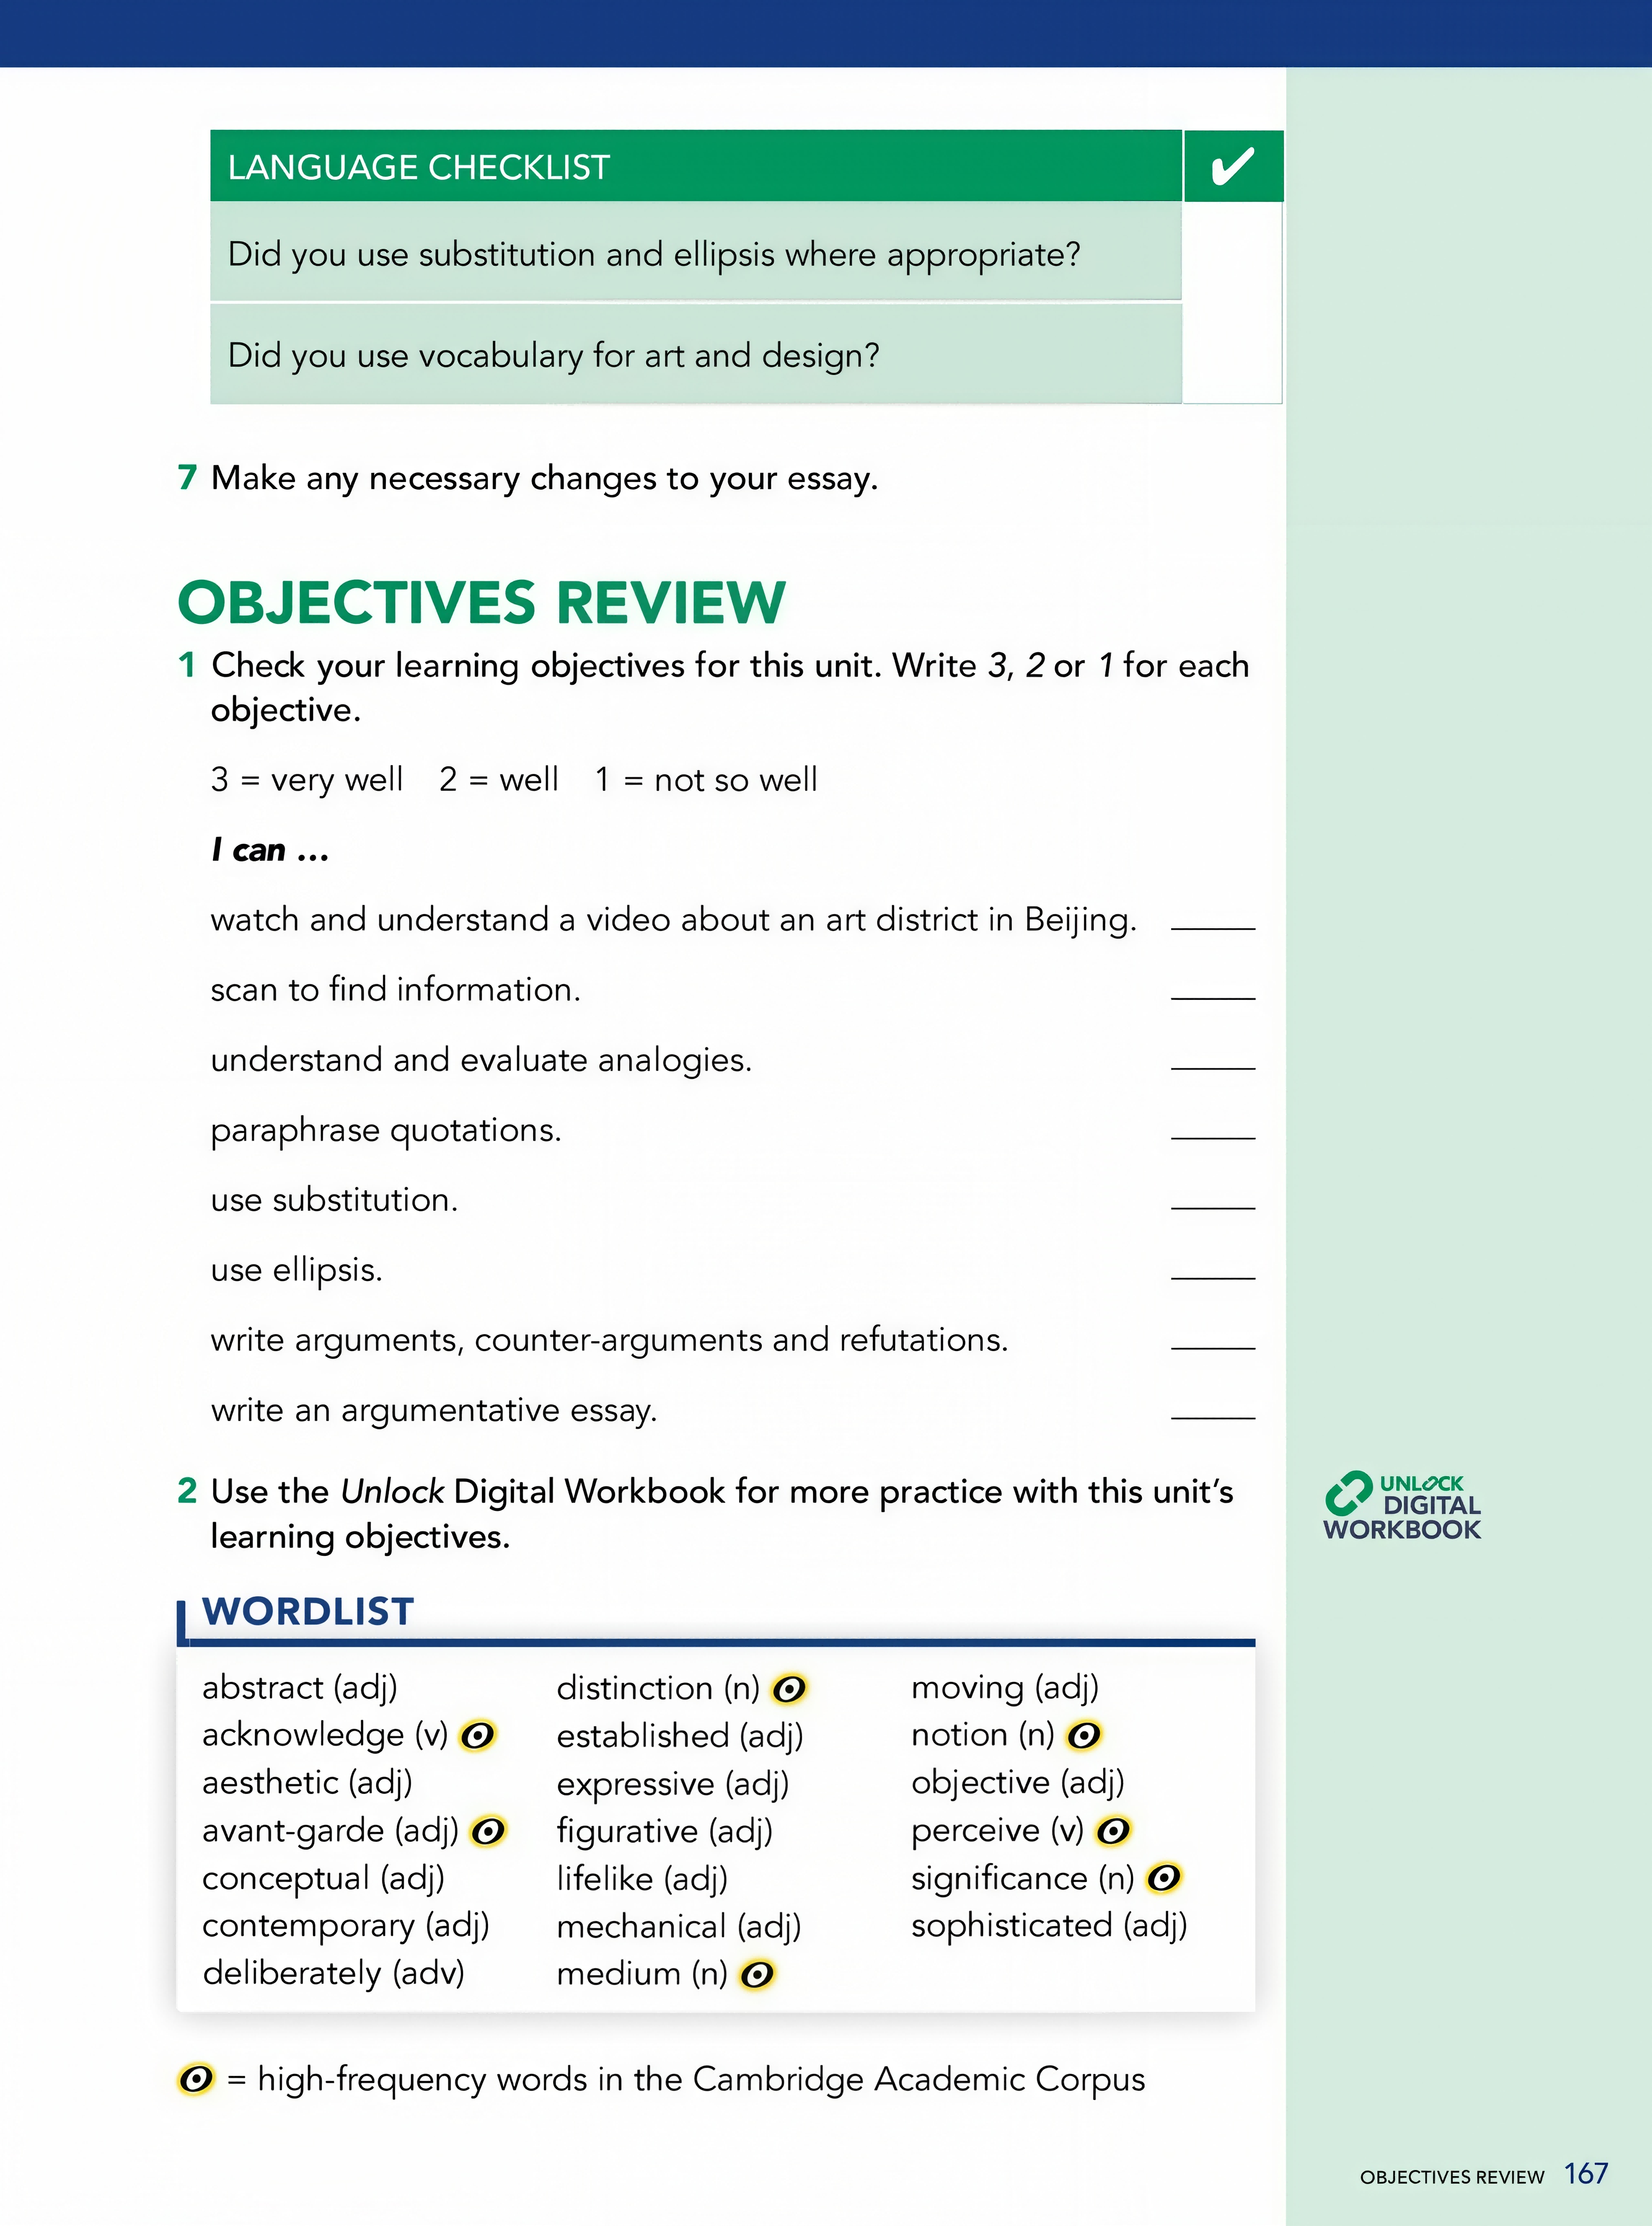 LANGUAGE CHECKLIST ✔
Did you use substitution and ellipsis where appropriate?
Did you use vocabulary for art and design?
7 Make any necessary changes to your essay.
OBJECTIVES REVIEW
1 Check your learning objectives for this unit. Write 3, 2 or 1 for each
objective.
3 = very well 2 = well 1 = not so well
I can ...
watch and understand a video about an art district in Beijing. ______
scan to find information. ______
understand and evaluate analogies. ______
paraphrase quotations. ______
use substitution. ______
use ellipsis. ______
write arguments, counter-arguments and refutations. ______
write an argumentative essay. ______
2 Use the Unlock Digital Workbook for more practice with this unit's
learning objectives.
UNLOCK
DIGITAL
WORKBOOK
WORDLIST
abstract (adj)
acknowledge (v)
aesthetic (adj)
avant-garde (adj)
conceptual (adj)
contemporary (adj)
deliberately (adv)
distinction (n)
established (adj)
expressive (adj)
figurative (adj)
lifelike (adj)
mechanical (adj)
medium (n)
moving (adj)
notion (n)
objective (adj)
perceive (v)
significance (n)
sophisticated (adj)
= high-frequency words in the Cambridge Academic Corpus
OBJECTIVES REVIEW 167